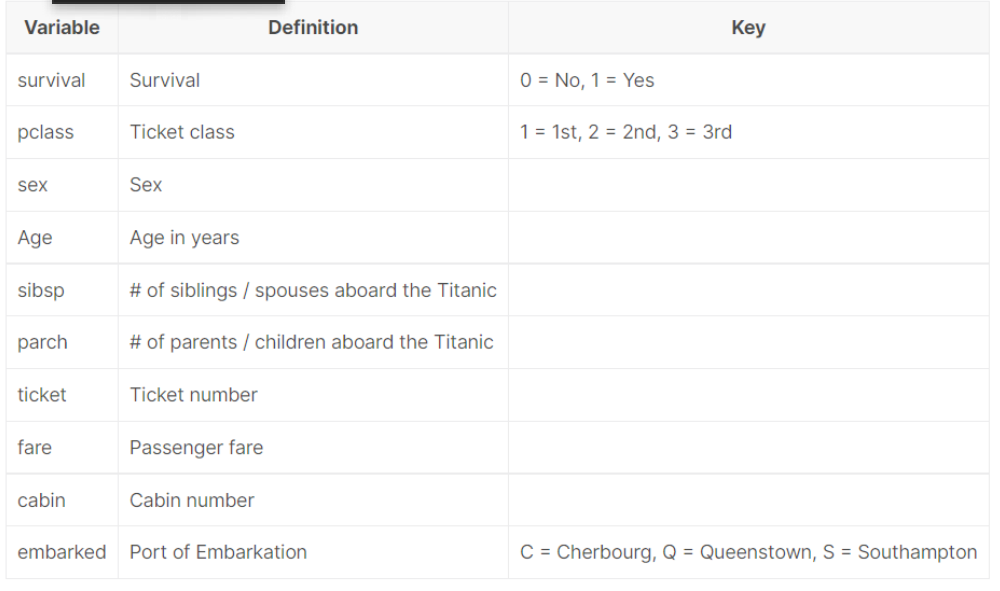 Variable Definition Key
survival Survival 0 = No, 1 = Yes
pclass Ticket class 1 = 1st, 2 = 2nd, 3 = 3rd
sex Sex
Age Age in years
sibsp # of siblings / spouses aboard the Titanic
parch # of parents / children aboard the Titanic
ticket Ticket number
fare Passenger fare
cabin Cabin number
embarked Port of Embarkation C = Cherbourg, Q = Queenstown, S = Southampton